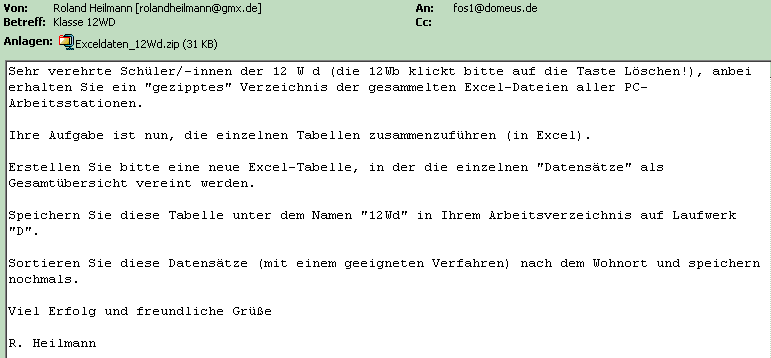 Von: Roland Heilmann [rolandheilmann@gmx.de] An: fos1@domeus.de
Betreff: Klasse 12WD Cc:
Anlagen: Exceldaten_12Wd.zip (31 KB)
Sehr verehrte Schüler/-innen der 12 W d (die 12Wb klickt bitte auf die Taste Löschen!), anbei
erhalten Sie ein "gezipptes" Verzeichnis der gesammelten Excel-Dateien aller PC-
Arbeitsstationen.
Ihre Aufgabe ist nun, die einzelnen Tabellen zusammenzuführen (in Excel).
Erstellen Sie bitte eine neue Excel-Tabelle, in der die einzelnen "Datensätze" als
Gesamtübersicht vereint werden.
Speichern Sie diese Tabelle unter dem Namen "12Wd" in Ihrem Arbeitsverzeichnis auf Laufwerk
"D".
Sortieren Sie diese Datensätze (mit einem geeigneten Verfahren) nach dem Wohnort und speichern
nochmals.
Viel Erfolg und freundliche Grüße
R. Heilmann